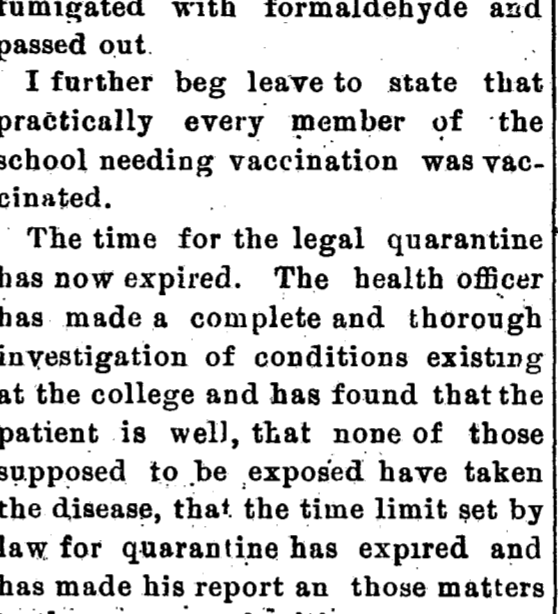 fumigated with formaldehyde and
passed out.
I further beg leave to state that
practically every member of the
school needing vaccination was vac-
cinated.
The time for the legal quarantine
has now expired. The health officer
has made a complete and thorough
investigation of conditions existing
at the college and has found that the
patient is well, that none of those
supposed to be exposed have taken
the disease, that the time limit set by
law for quarantine has expired and
has made his report an those matters